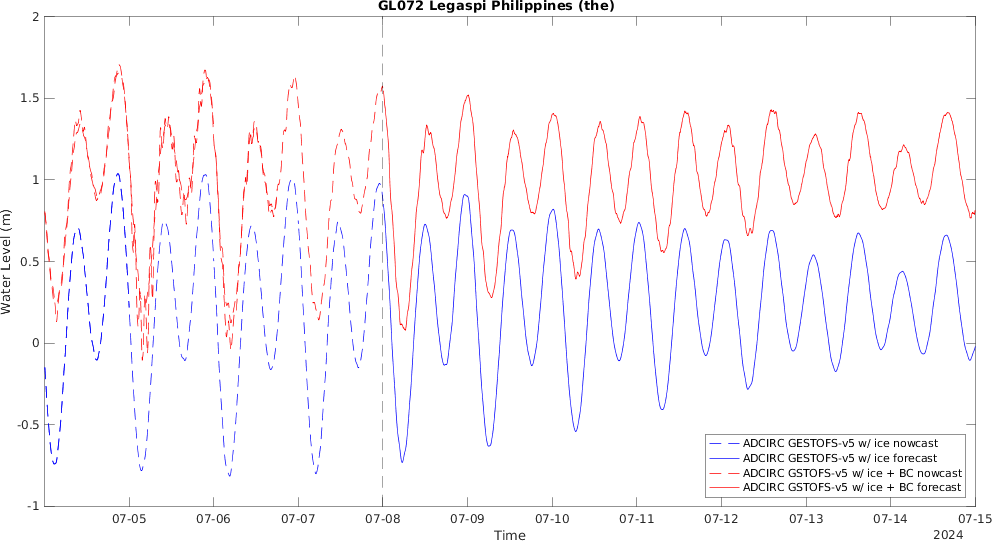 GL072 Legaspi Philippines (the)
2
1.5
1
0.5
0
-0.5
-1
Water Level (m)
ADCIRC GESTOFS-v5 w/ ice nowcast
ADCIRC GESTOFS-v5 w/ ice forecast
ADCIRC GSTOFS-v5 w/ ice + BC nowcast
ADCIRC GSTOFS-v5 w/ ice + BC forecast
07-05 07-06 07-07 07-08 07-09 07-10 07-11 07-12 07-13 07-14 07-15
Time
2024